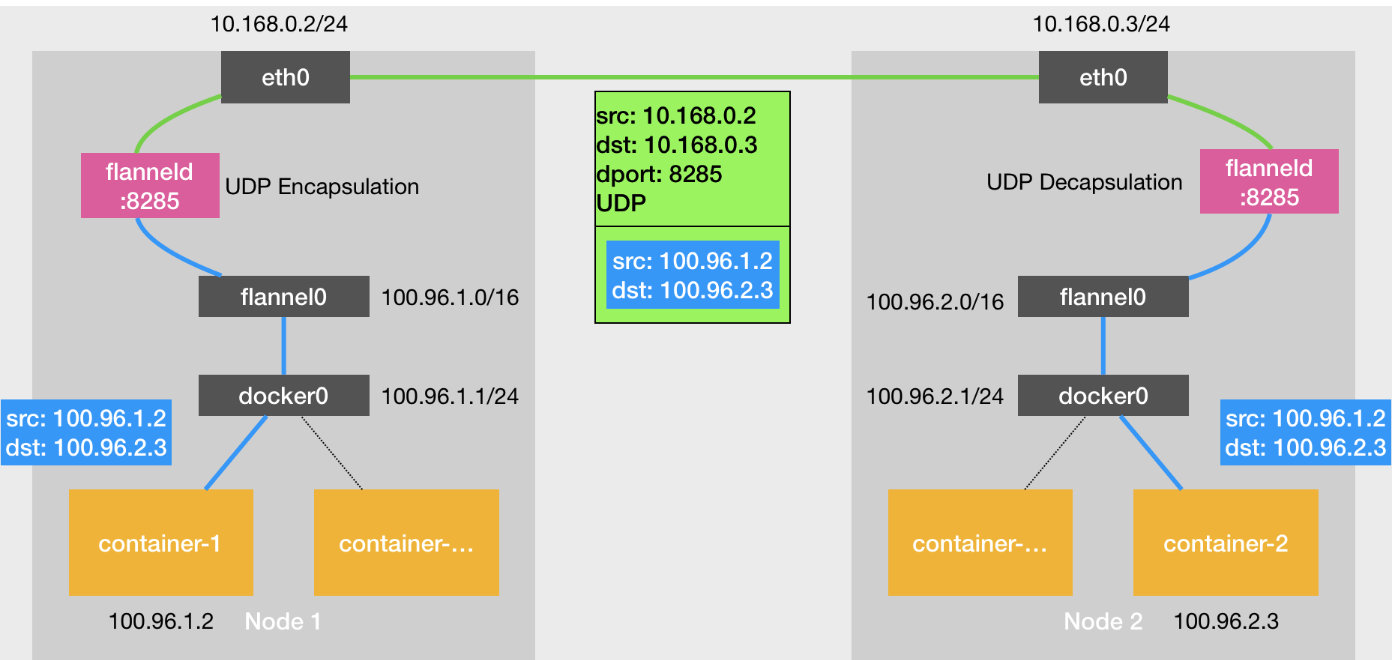 10.168.0.2/24
10.168.0.3/24
eth0
eth0
src: 10.168.0.2
dst: 10.168.0.3
dport: 8285
UDP
flanneld
:8285
UDP Encapsulation
UDP Decapsulation
flanneld
:8285
src: 100.96.1.2
dst: 100.96.2.3
flannel0
100.96.1.0/16
100.96.2.0/16
flannel0
docker0
100.96.1.1/24
100.96.2.1/24
docker0
src: 100.96.1.2
dst: 100.96.2.3
src: 100.96.1.2
dst: 100.96.2.3
container-1
container-...
container-...
container-2
100.96.1.2
Node 1
Node 2
100.96.2.3